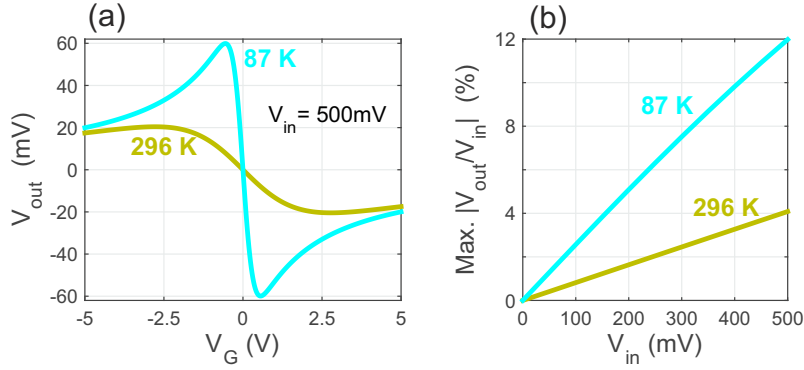 (a)
60
40
20
0
-20
-40
-60
V_out (mV)
87 K
V_in = 500mV
296 K
-5
-2.5
0
2.5
5
V_G (V)
(b)
12
8
4
0
Max. |V_out/V_in| (%)
87 K
296 K
0
100
200
300
400
500
V_in (mV)